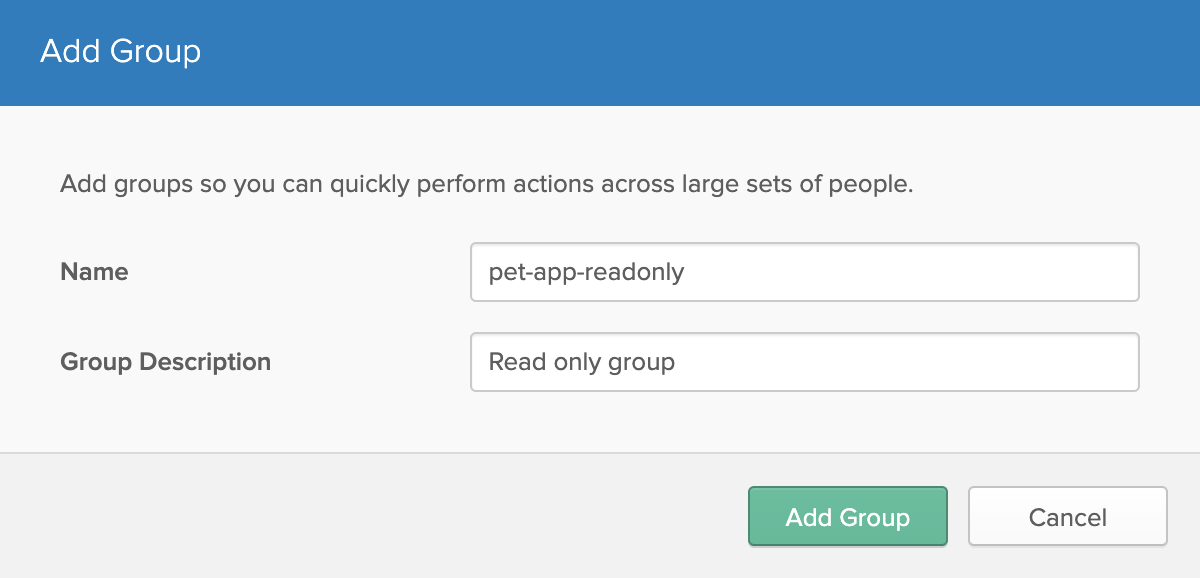 Add Group
Add groups so you can quickly perform actions across large sets of people.
Name
pet-app-readonly
Group Description
Read only group
Add Group
Cancel